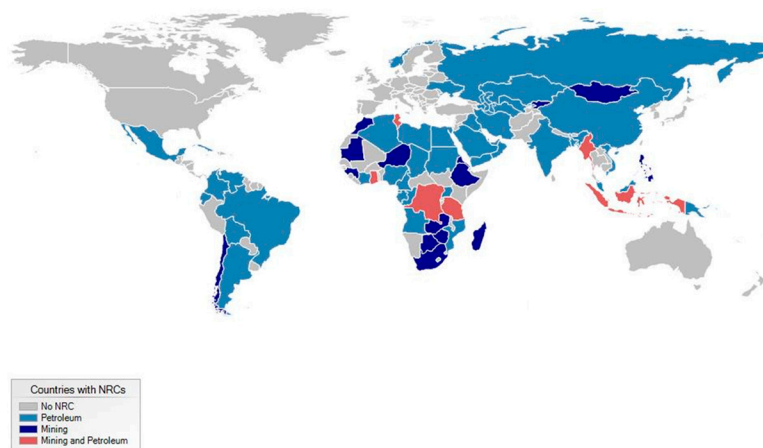 Countries with NRCs
No NRC
Petroleum
Mining
Mining and Petroleum